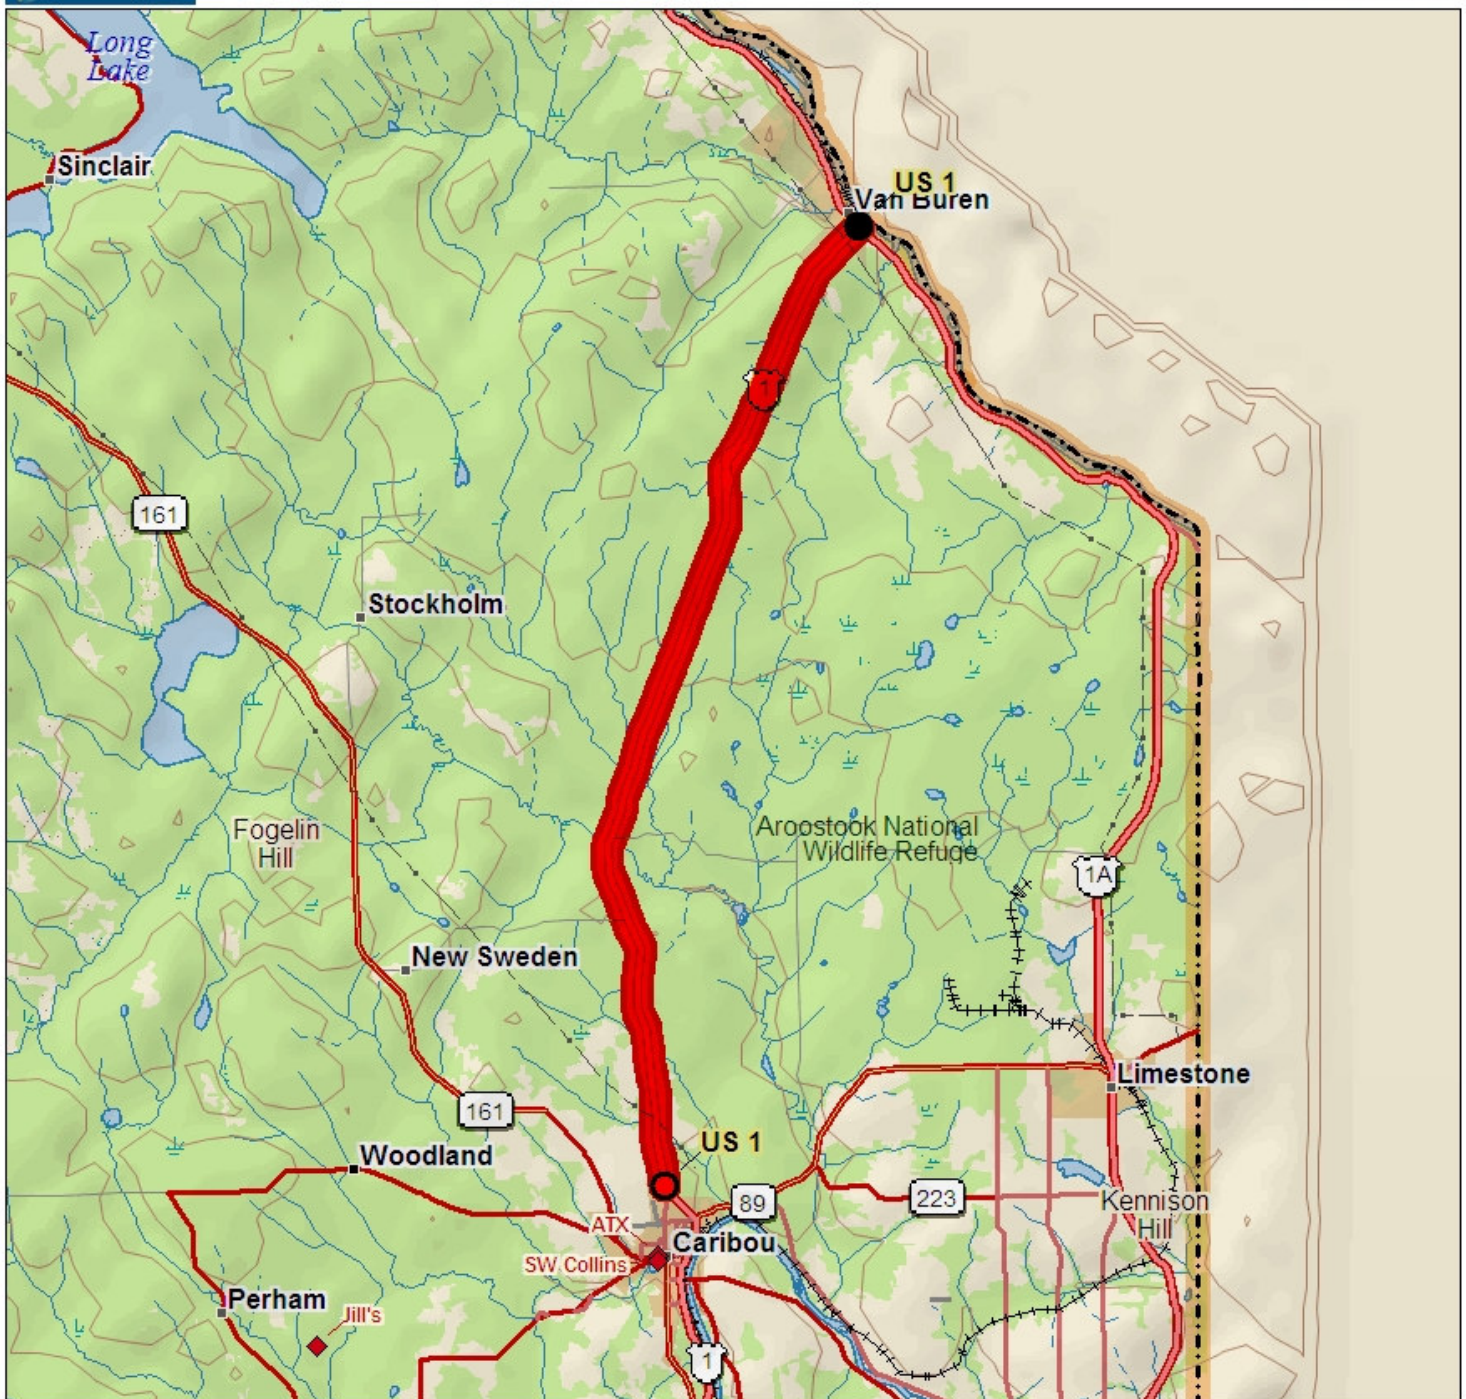 Long
Lake
Sinclair
US 1
Van Buren
1
161
Stockholm
Fogelin
Hill
Aroostook National
Wildlife Refuge
1A
New Sweden
Limestone
161
US 1
Woodland
89
223
Kennison
Hill
ATX
Caribou
SW Collins
Perham
Jill's
1